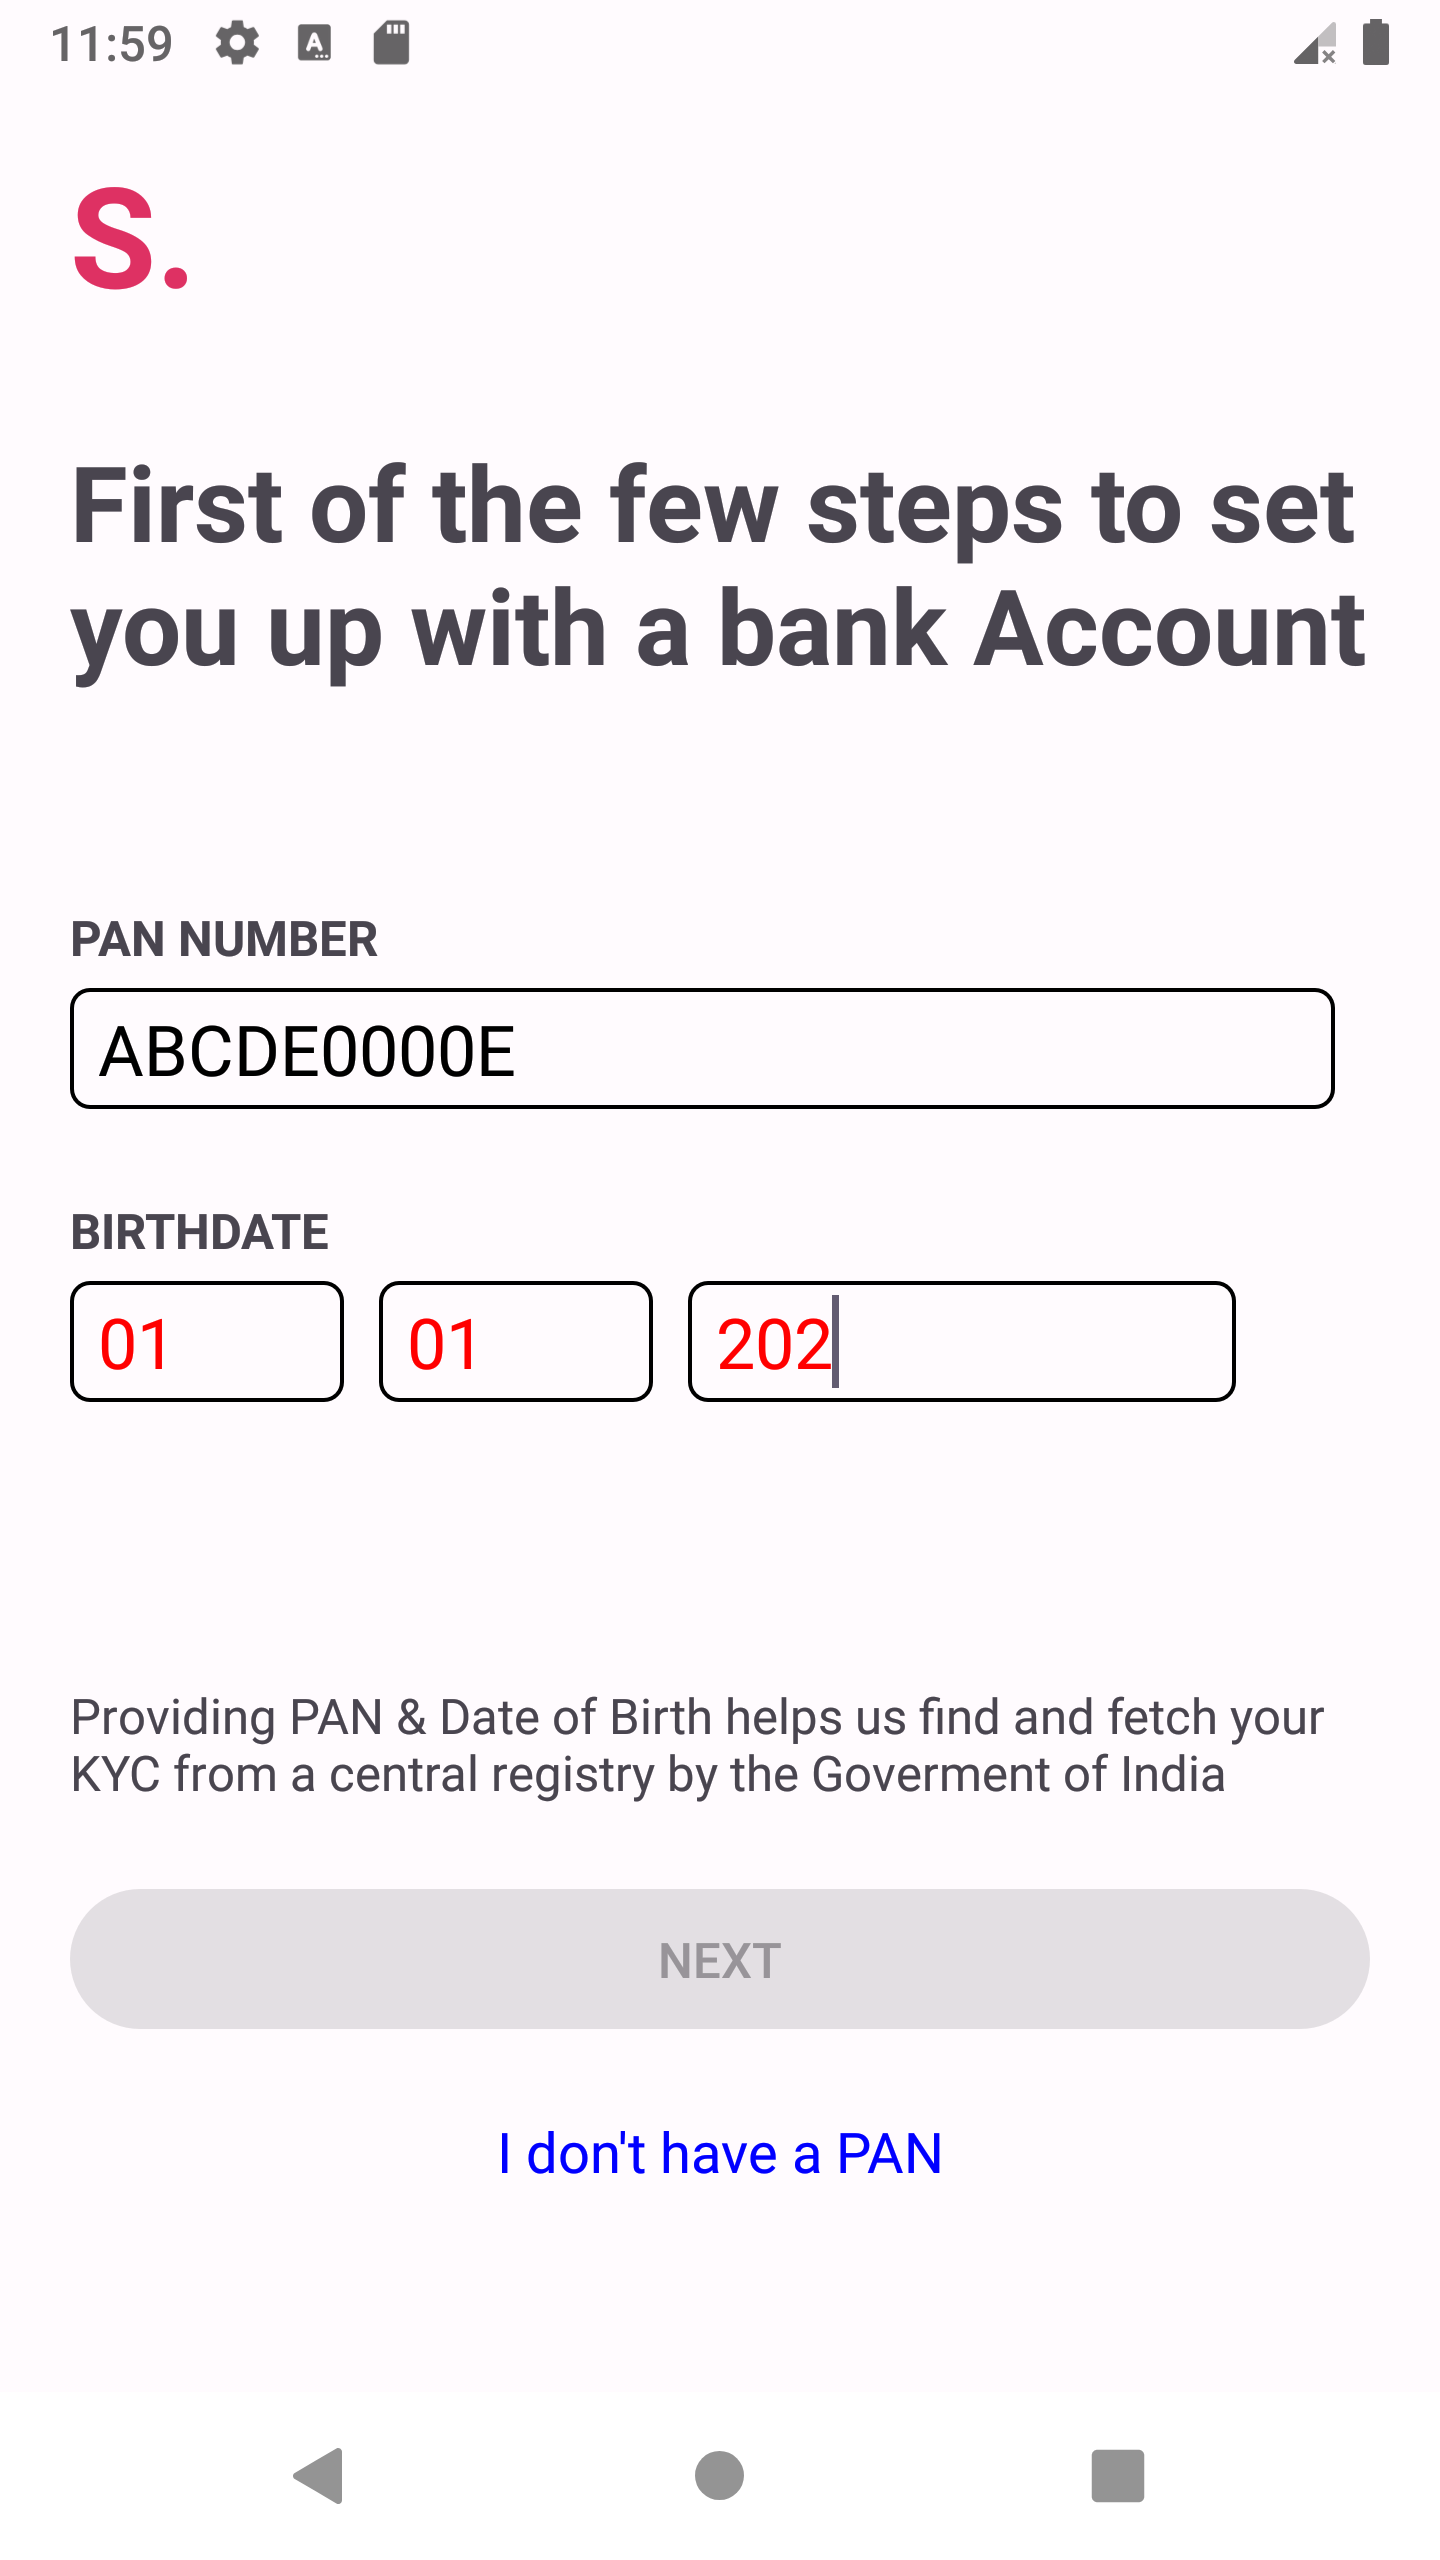 11:59
S.
First of the few steps to set
you up with a bank Account
PAN NUMBER
ABCDE0000E
BIRTHDATE
01 01 202
Providing PAN & Date of Birth helps us find and fetch your
KYC from a central registry by the Goverment of India
NEXT
I don't have a PAN